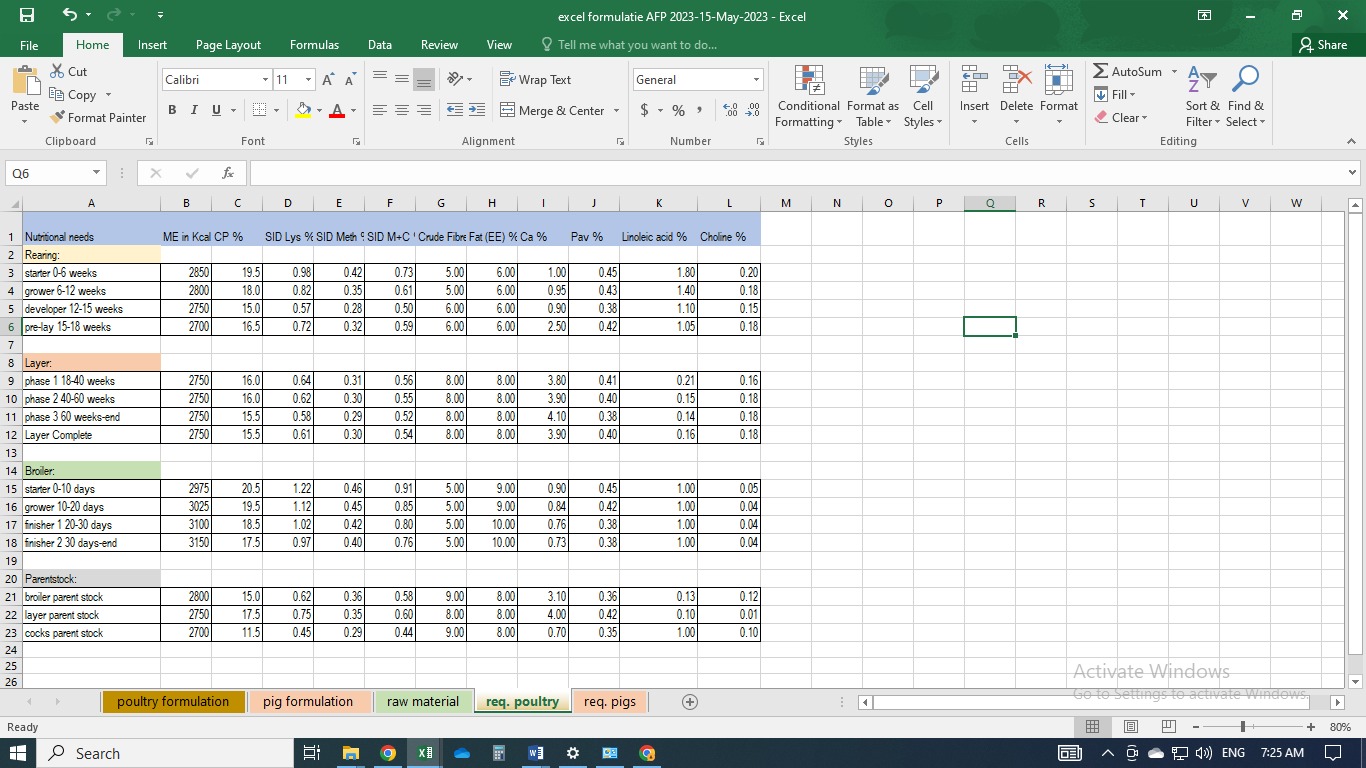 excel formulatie AFP 2023-15-May-2023 - Excel
File Home Insert Page Layout Formulas Data Review View Tell me what you want to do... Share
Paste Cut Copy Format Painter Clipboard
Calibri 11 B I U Font
Wrap Text Merge & Center Alignment
General $ % , Number
Conditional Formatting Format as Table Cell Styles Styles
Insert Delete Format Cells
AutoSum Fill Clear Sort & Filter Find & Select Editing
Q6 fx
A B C D E F G H I J K L M N O P Q R S T U V W
1 Nutritional needs ME in Kcal CP % SID Lys % SID Meth % SID M+C Crude Fibre Fat (EE) % Ca % Pav % Linoleic acid % Choline %
2 Rearing:
3 starter 0-6 weeks 2850 19.5 0.98 0.42 0.73 5.00 6.00 1.00 0.45 1.80 0.20
4 grower 6-12 weeks 2800 18.0 0.82 0.35 0.61 5.00 6.00 0.95 0.43 1.40 0.18
5 developer 12-15 weeks 2750 15.0 0.57 0.28 0.50 6.00 6.00 0.90 0.38 1.10 0.15
6 pre-lay 15-18 weeks 2700 16.5 0.72 0.32 0.59 6.00 6.00 2.50 0.42 1.05 0.18
7
8 Layer:
9 phase 1 18-40 weeks 2750 16.0 0.64 0.31 0.56 8.00 8.00 3.80 0.41 0.21 0.16
10 phase 2 40-60 weeks 2750 16.0 0.62 0.30 0.55 8.00 8.00 3.90 0.40 0.15 0.18
11 phase 3 60 weeks-end 2750 15.5 0.58 0.29 0.52 8.00 8.00 4.10 0.38 0.14 0.18
12 Layer Complete 2750 15.5 0.61 0.30 0.54 8.00 8.00 3.90 0.40 0.16 0.18
13
14 Broiler:
15 starter 0-10 days 2975 20.5 1.22 0.46 0.91 5.00 9.00 0.90 0.45 1.00 0.05
16 grower 10-20 days 3025 19.5 1.12 0.45 0.85 5.00 9.00 0.84 0.42 1.00 0.04
17 finisher 1 20-30 days 3100 18.5 1.02 0.42 0.80 5.00 10.00 0.76 0.38 1.00 0.04
18 finisher 2 30 days-end 3150 17.5 0.97 0.40 0.76 5.00 10.00 0.73 0.38 1.00 0.04
19
20 Parentstock:
21 broiler parent stock 2800 15.0 0.62 0.36 0.58 9.00 8.00 3.10 0.36 0.13 0.12
22 layer parent stock 2750 17.5 0.75 0.35 0.60 8.00 8.00 4.00 0.42 0.10 0.01
23 cocks parent stock 2700 11.5 0.45 0.29 0.44 9.00 8.00 0.70 0.35 1.00 0.10
24
25
26
Activate Windows
Go to Settings to activate Windows.
poultry formulation pig formulation raw material req. poultry req. pigs
Ready 80%
Search ENG 7:25 AM